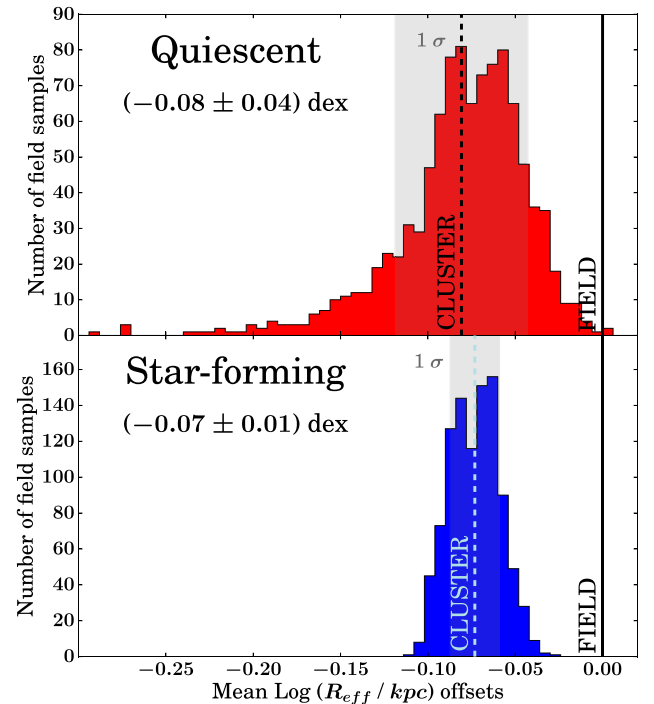 90
80
70
60
50
40
30
20
10
0
Number of field samples
Quiescent
(−0.08 ± 0.04) dex
1 σ
CLUSTER
FIELD
160
140
120
100
80
60
40
20
0
Number of field samples
Star-forming
(−0.07 ± 0.01) dex
1 σ
CLUSTER
FIELD
−0.25 −0.20 −0.15 −0.10 −0.05 0.00
Mean Log (R_eff / kpc) offsets